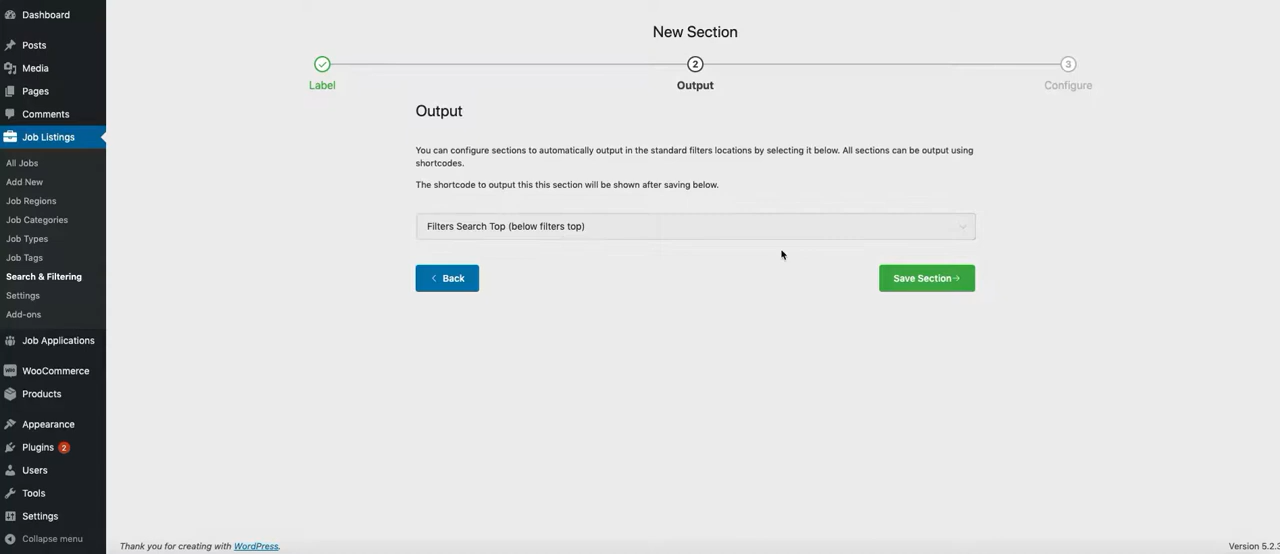 Dashboard
Posts
Media
Pages
Comments
Job Listings
All Jobs
Add New
Job Regions
Job Categories
Job Types
Job Tags
Search & Filtering
Settings
Add-ons
Job Applications
WooCommerce
Products
Appearance
Plugins 2
Users
Tools
Settings
Collapse menu
New Section
2
3
Label
Output
Configure
Output
You can configure sections to automatically output in the standard filters locations by selecting it below. All sections can be output using
shortcodes.
The shortcode to output this this section will be shown after saving below.
Filters Search Top (below filters top)
Back
Save Section
Thank you for creating with WordPress.
Version 5.2.3